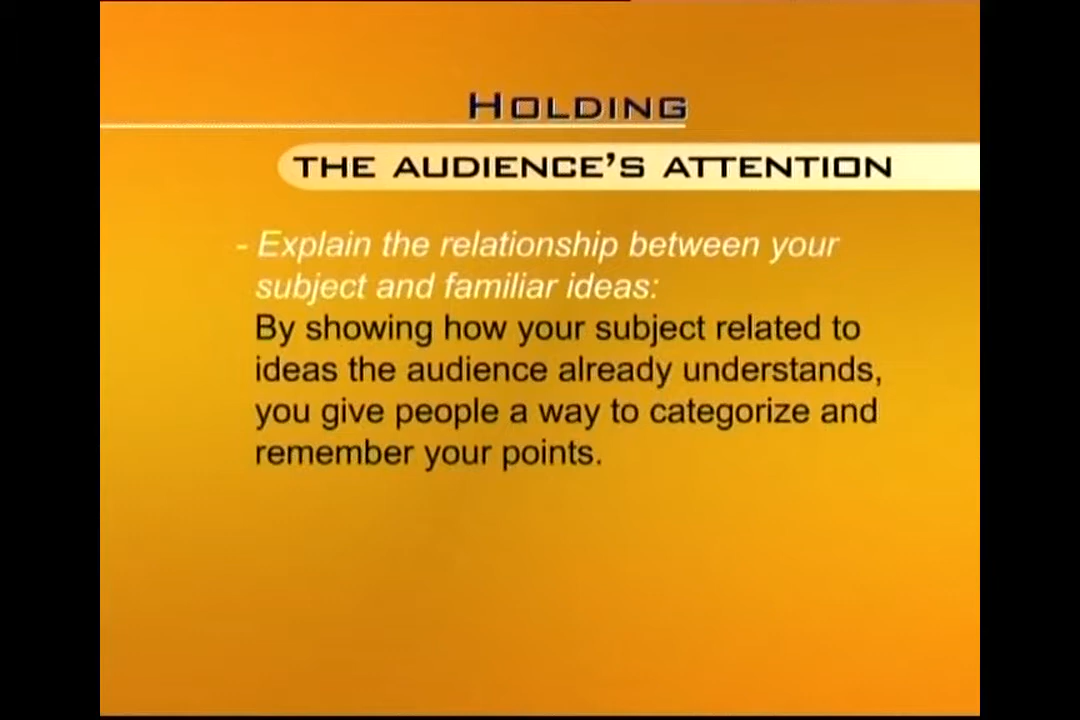 HOLDING
THE AUDIENCE'S ATTENTION
- Explain the relationship between your
subject and familiar ideas:
By showing how your subject related to
ideas the audience already understands,
you give people a way to categorize and
remember your points.